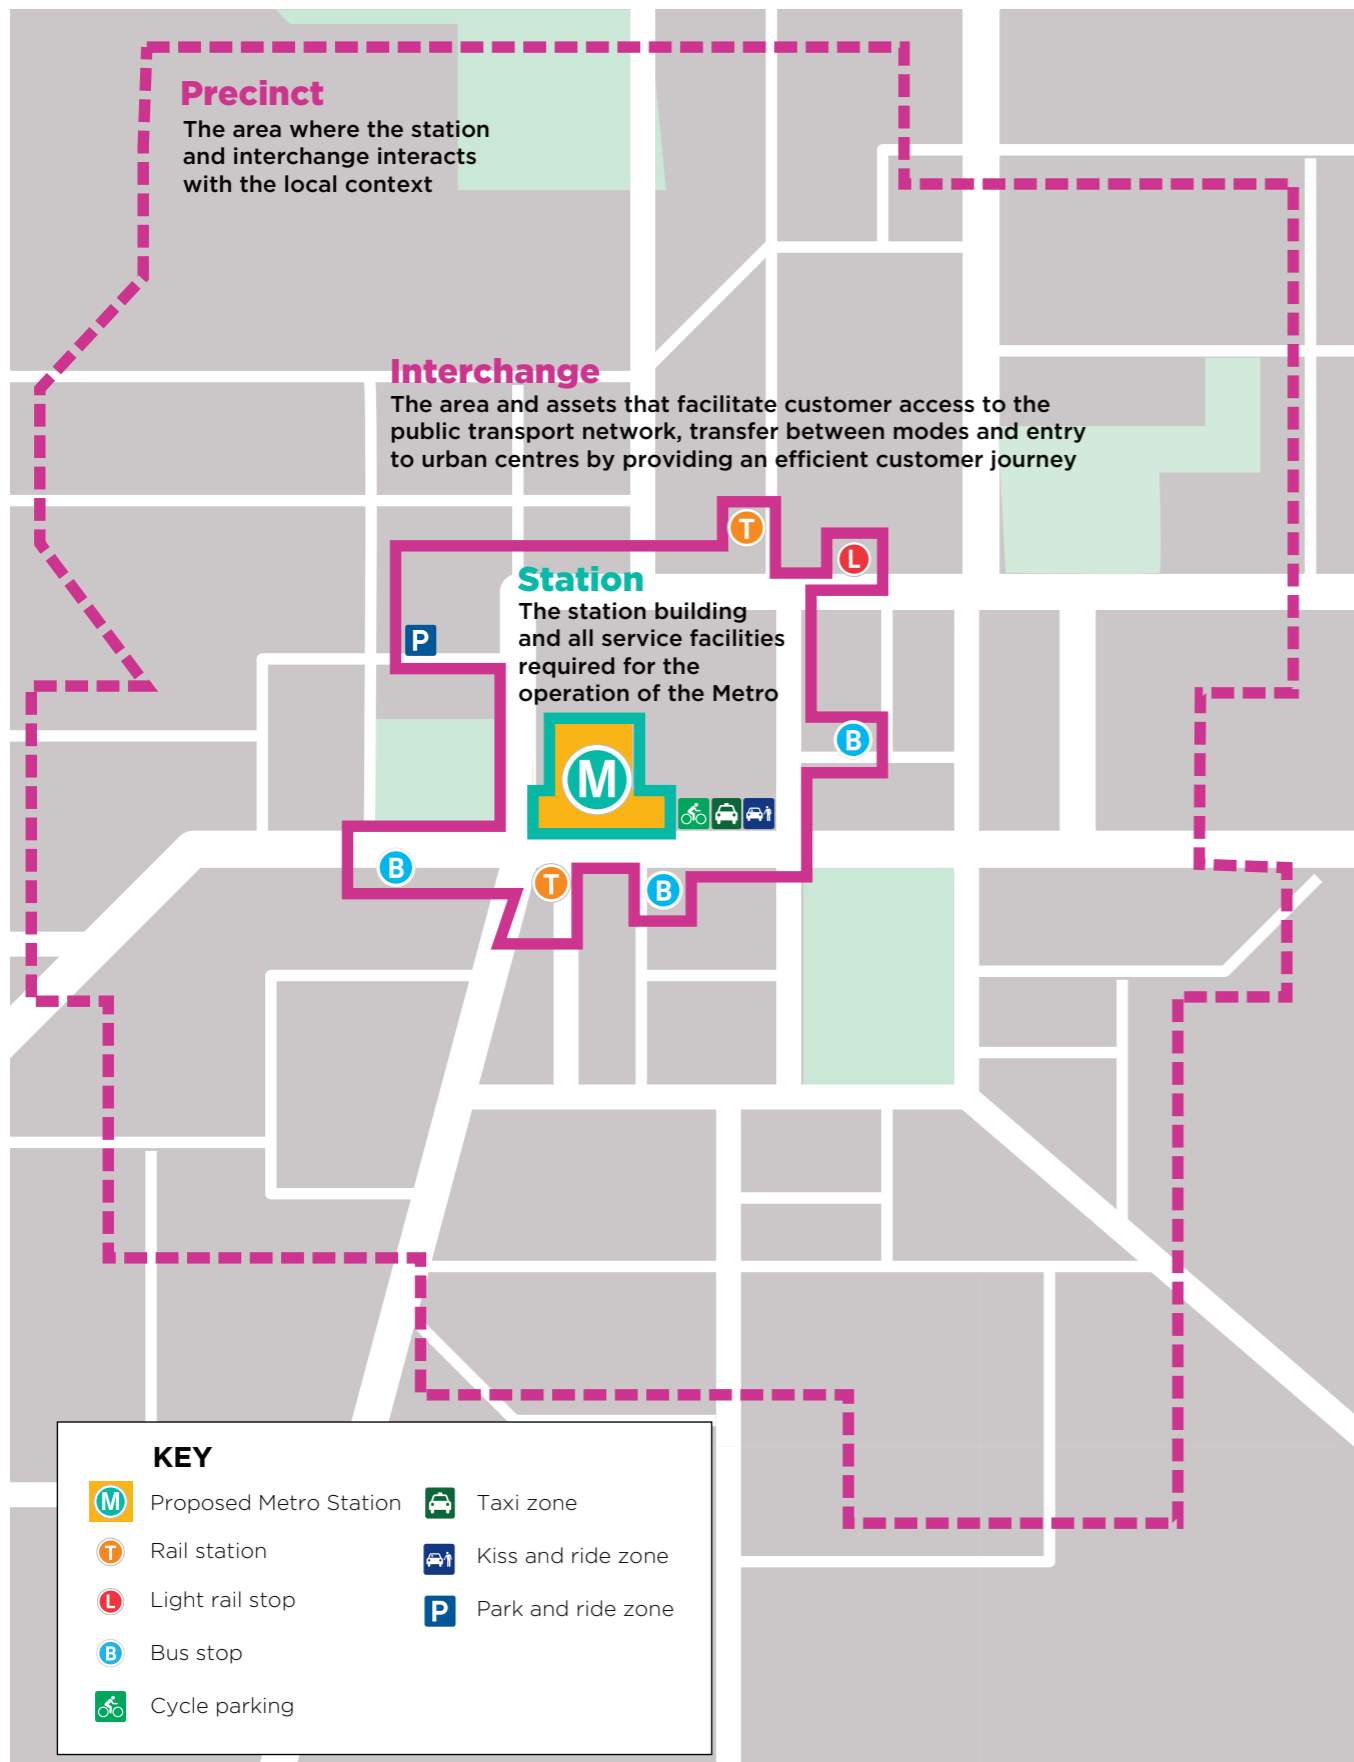 Precinct
The area where the station
and interchange interacts
with the local context
Interchange
The area and assets that facilitate customer access to the
public transport network, transfer between modes and entry
to urban centres by providing an efficient customer journey
T
L
Station
The station building
and all service facilities
required for the
operation of the Metro
P
B
M
B
T
B
KEY
M Proposed Metro Station
T Rail station
L Light rail stop
B Bus stop
Cycle parking
Taxi zone
Kiss and ride zone
P Park and ride zone